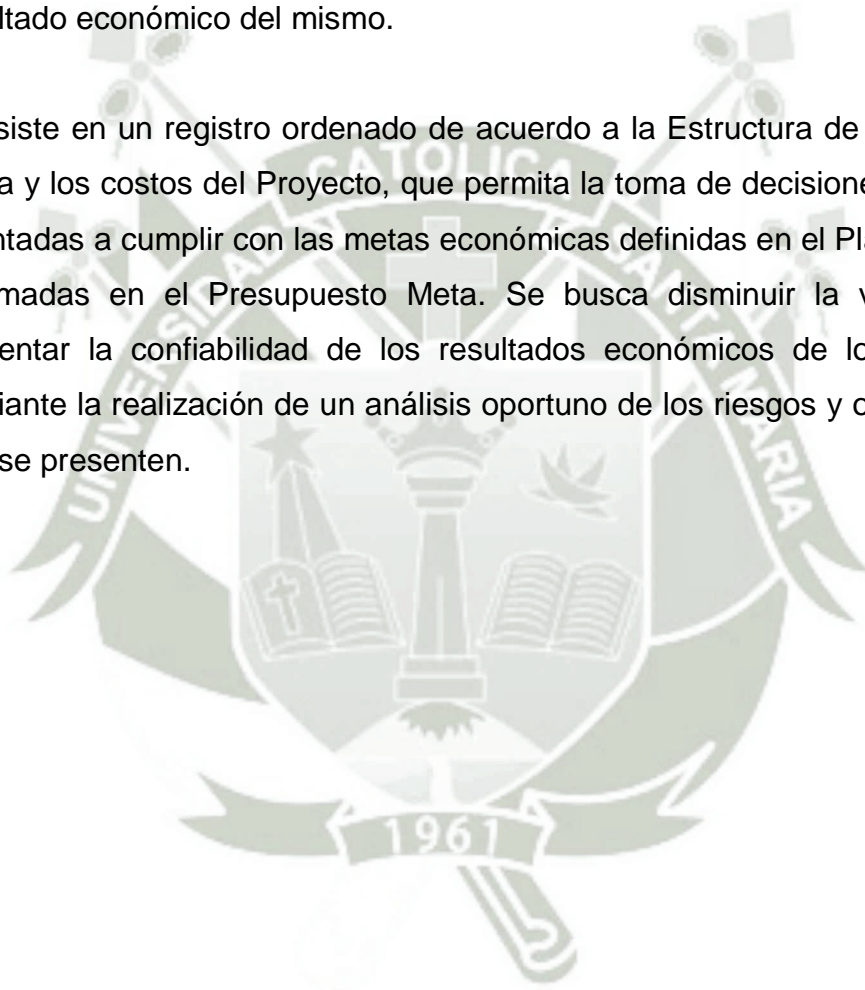 ltado económico del mismo.
siste en un registro ordenado de acuerdo a la Estructura de
a y los costos del Proyecto, que permita la toma de decisione
ntadas a cumplir con las metas económicas definidas en el Pl
madas en el Presupuesto Meta. Se busca disminuir la v
entar la confiabilidad de los resultados económicos de lo
iante la realización de un análisis oportuno de los riesgos y o
se presenten.
UNIVERSIDAD CATOLICA SANTA MARIA
1961